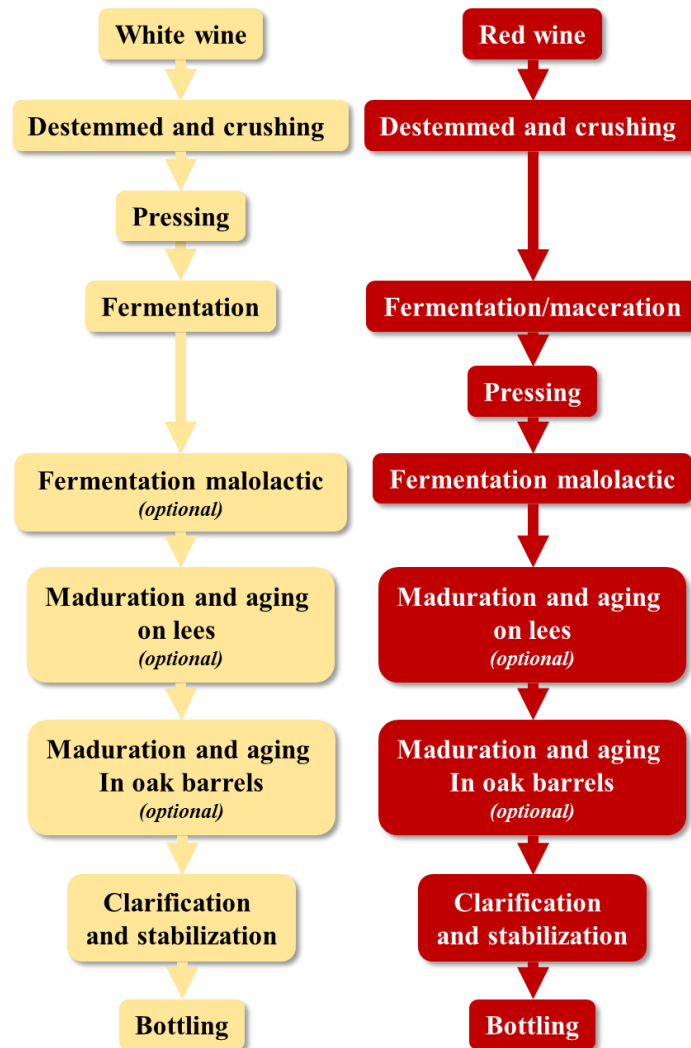 White wine
Destemmed and crushing
Pressing
Fermentation
Fermentation malolactic
(optional)
Maduration and aging
on lees
(optional)
Maduration and aging
In oak barrels
(optional)
Clarification
and stabilization
Bottling
Red wine
Destemmed and crushing
Fermentation/maceration
Pressing
Fermentation malolactic
Maduration and aging
on lees
(optional)
Maduration and aging
In oak barrels
(optional)
Clarification
and stabilization
Bottling